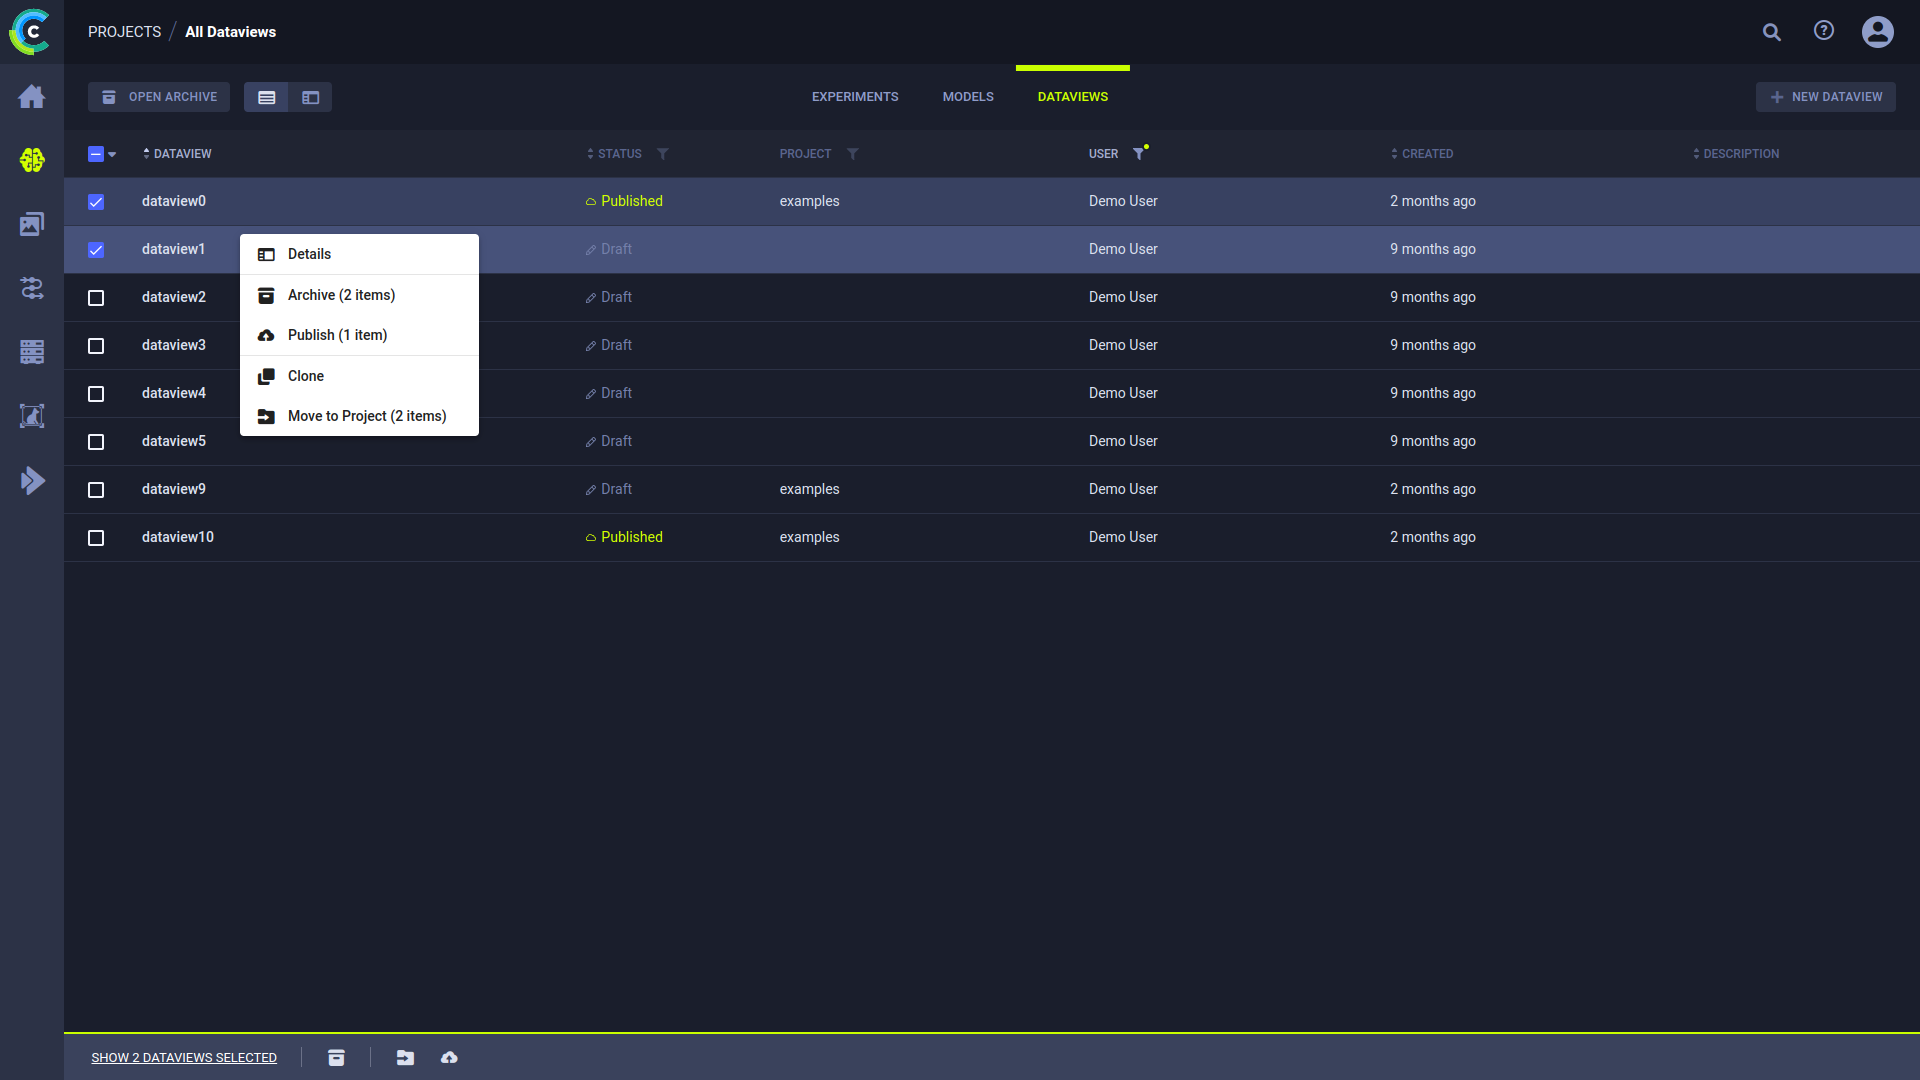 PROJECTS / All Dataviews
OPEN ARCHIVE
EXPERIMENTS MODELS DATAVIEWS
NEW DATAVIEW
DATAVIEW STATUS PROJECT USER CREATED DESCRIPTION
dataview0 Published examples Demo User 2 months ago
dataview1 Draft Demo User 9 months ago
dataview2 Draft Demo User 9 months ago
dataview3 Draft Demo User 9 months ago
dataview4 Draft Demo User 9 months ago
dataview5 Draft Demo User 9 months ago
dataview9 Draft examples Demo User 2 months ago
dataview10 Published examples Demo User 2 months ago
Details
Archive (2 items)
Publish (1 item)
Clone
Move to Project (2 items)
SHOW 2 DATAVIEWS SELECTED